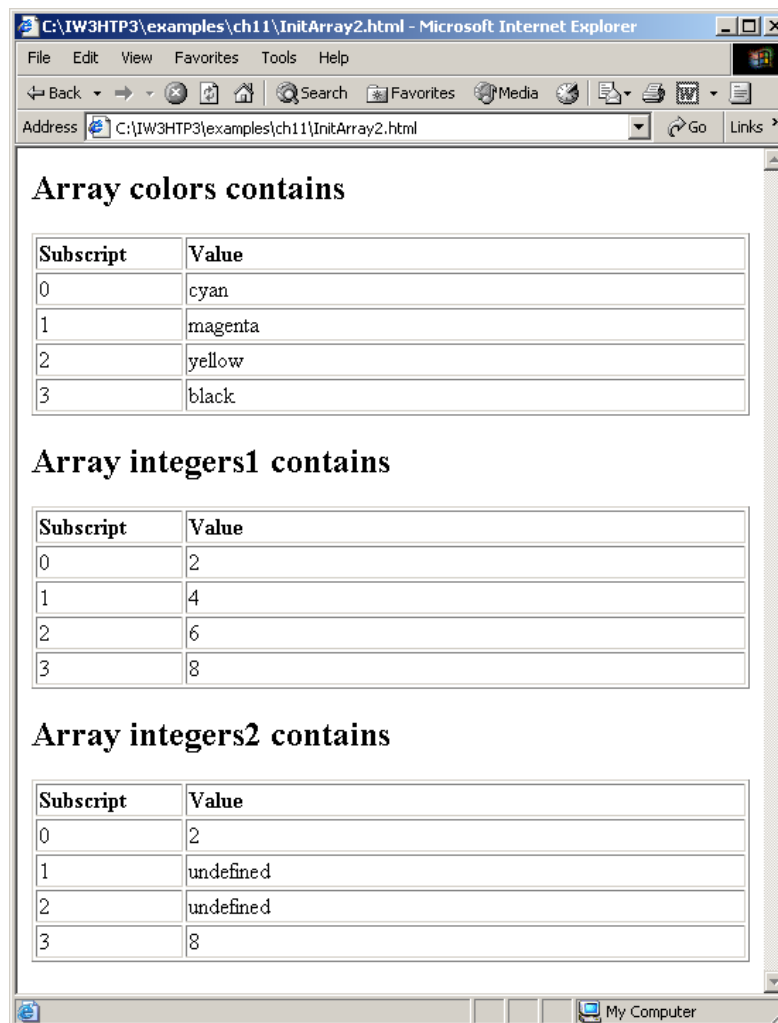 C:\IW3HTP3\examples\ch11\InitArray2.html - Microsoft Internet Explorer
File Edit View Favorites Tools Help
Back Search Favorites Media
Address C:\IW3HTP3\examples\ch11\InitArray2.html Go Links
Array colors contains
Subscript Value
0 cyan
1 magenta
2 yellow
3 black
Array integers1 contains
Subscript Value
0 2
1 4
2 6
3 8
Array integers2 contains
Subscript Value
0 2
1 undefined
2 undefined
3 8
My Computer